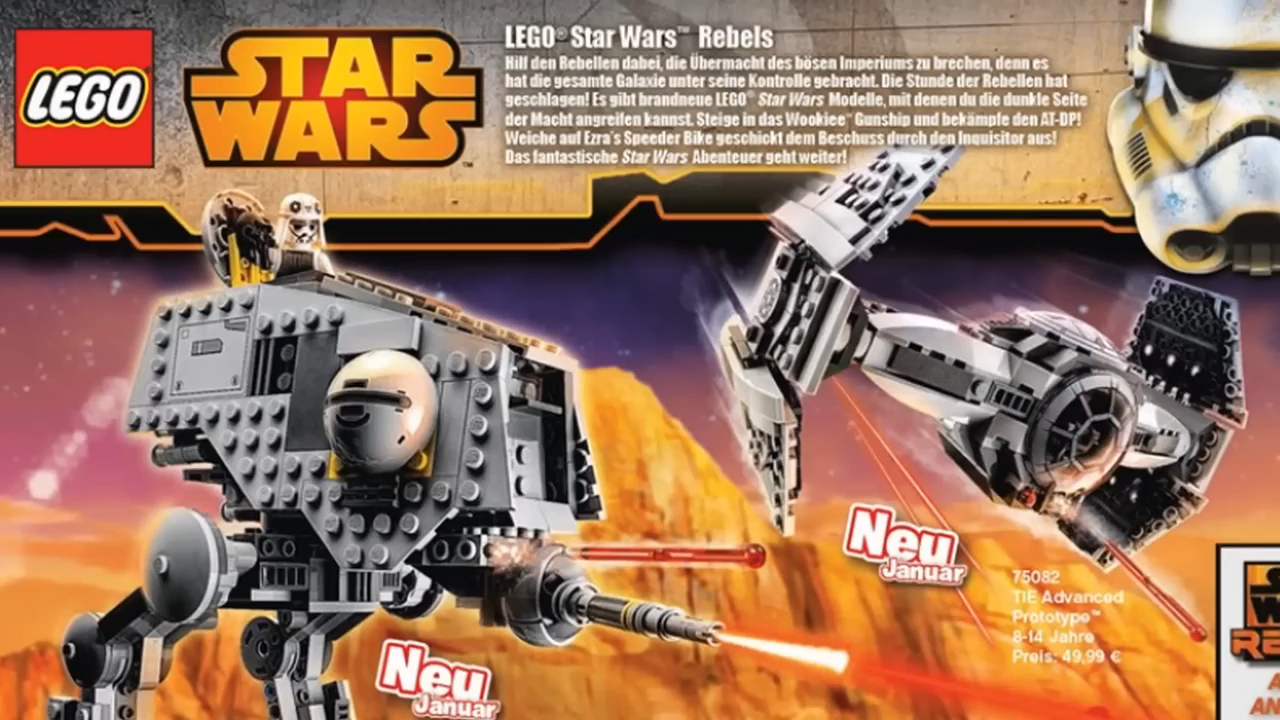 LEGO
STAR
WARS™
LEGO® Star Wars™ Rebels
Hilf den Rebellen dabei, die Übermacht des bösen Imperiums zu brechen, denn es
hat die gesamte Galaxie unter seine Kontrolle gebracht. Die Stunde der Rebellen hat
geschlagen! Es gibt brandneue LEGO® Star Wars Modelle, mit denen du die dunkle Seite
der Macht angreifen kannst. Steige in das Wookiee™ Gunship und bekämpfe den AT-DP!
Weiche auf Ezra's Speeder Bike geschickt dem Beschuss durch den Inquisitor aus!
Das fantastische Star Wars Abenteuer geht weiter!
Neu
Januar
75082
TIE Advanced
Prototype™
8-14 Jahre
Preis: 49,99 €
Neu
Januar